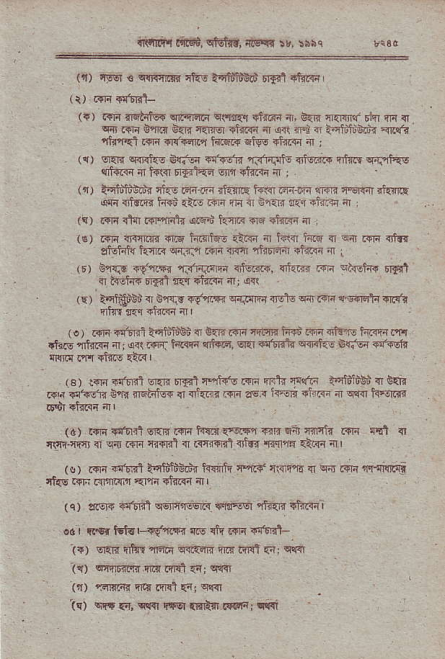 বাংলাদেশ গেজেট, অতিরিক্ত, নভেম্বর ১৮, ১৯৯৭ ৮৭৪৫
(গ) সততা ও অধ্যবসায়ের সহিত ইন্সটিটিউটে চাকুরী করিবেন।
(২) কোন কর্মচারী—
(ক) কোন রাজনৈতিক আন্দোলনে অংশগ্রহণ করিবেন না, উহার সাহায্যার্থ চাঁদা দান বা
অন্য কোন উপায়ে উহার সহায়তা করিবেন না এবং রাষ্ট্র বা ইন্সটিটিউটের স্বার্থের
পরিপন্থী কোন কার্যকলাপে নিজেকে জড়িত করিবেন না ;
(খ) তাহার অব্যবহিত ঊর্ধ্বতন কর্মকর্তার পূর্বানুমতি ব্যতিরেকে দায়িত্বে অনুপস্থিত
থাকিবেন না কিংবা চাকুরীস্থল ত্যাগ করিবেন না ;
(গ) ইন্সটিটিউটের সহিত লেন-দেন রহিয়াছে কিংবা লেন-দেন থাকার সম্ভাবনা রহিয়াছে
এমন ব্যক্তিদের নিকট হইতে কোন দান বা উপহার গ্রহণ করিবেন না ;
(ঘ) কোন বীমা কোম্পানীর এজেন্ট হিসাবে কাজ করিবেন না ;
(ঙ) কোন ব্যবসায়ের কাজে নিয়োজিত হইবেন না কিংবা নিজে বা অন্য কোন ব্যক্তির
প্রতিনিধি হিসাবে অনুরূপ কোন ব্যবসা পরিচালনা করিবেন না ;
(চ) উপযুক্ত কর্তৃপক্ষের পূর্বানুমোদন ব্যতিরেকে, বাহিরের কোন অবৈতনিক চাকুরী
বা বৈতনিক চাকুরী গ্রহণ করিবেন না; এবং
(ছ) ইন্সটিটিউট বা উপযুক্ত কর্তৃপক্ষের অনুমোদন ব্যতীত অন্য কোন খণ্ডকালীন কার্যের
দায়িত্ব গ্রহণ করিবেন না।
(৩) কোন কর্মচারী ইন্সটিটিউট বা উহার কোন সদস্যের নিকট কোন ব্যক্তিগত নিবেদন পেশ
করিতে পারিবেন না; এবং কোন নিবেদন থাকিলে, তাহা কর্মচারীর অব্যবহিত ঊর্ধ্বতন কর্মকর্তার
মাধ্যমে পেশ করিতে হইবে।
(৪) কোন কর্মচারী তাহার চাকুরী সম্পর্কিত কোন দাবীর সমর্থনে ইন্সটিটিউট বা উহার
কোন কর্মকর্তার উপর রাজনৈতিক বা বাহিরের কোন প্রভাব বিস্তার করিবেন না অথবা বিস্তারের
চেষ্টা করিবেন না।
(৫) কোন কর্মচারী তাহার কোন বিষয়ে হস্তক্ষেপ করার জন্য সরাসরি কোন মন্ত্রী বা
সংসদ-সদস্য বা অন্য কোন সরকারী বা বেসরকারী ব্যক্তির শরণাপন্ন হইবেন না।
(৬) কোন কর্মচারী ইন্সটিটিউটের বিষয়াদি সম্পর্কে সংবাদপত্র বা অন্য কোন গণ-মাধ্যমের
সহিত কোন যোগাযোগ স্থাপন করিবেন না।
(৭) প্রত্যেক কর্মচারী অভ্যাসগতভাবে ঋণগ্রস্ততা পরিহার করিবেন।
৩৫। দণ্ডের ভিত্তি।—কর্তৃপক্ষের মতে যদি কোন কর্মচারী—
(ক) তাহার দায়িত্ব পালনে অবহেলার দায়ে দোষী হন; অথবা
(খ) অসদাচরণের দায়ে দোষী হন; অথবা
(গ) পলায়নের দায়ে দোষী হন; অথবা
(ঘ) অদক্ষ হন, অথবা দক্ষতা হারাইয়া ফেলেন; অথবা